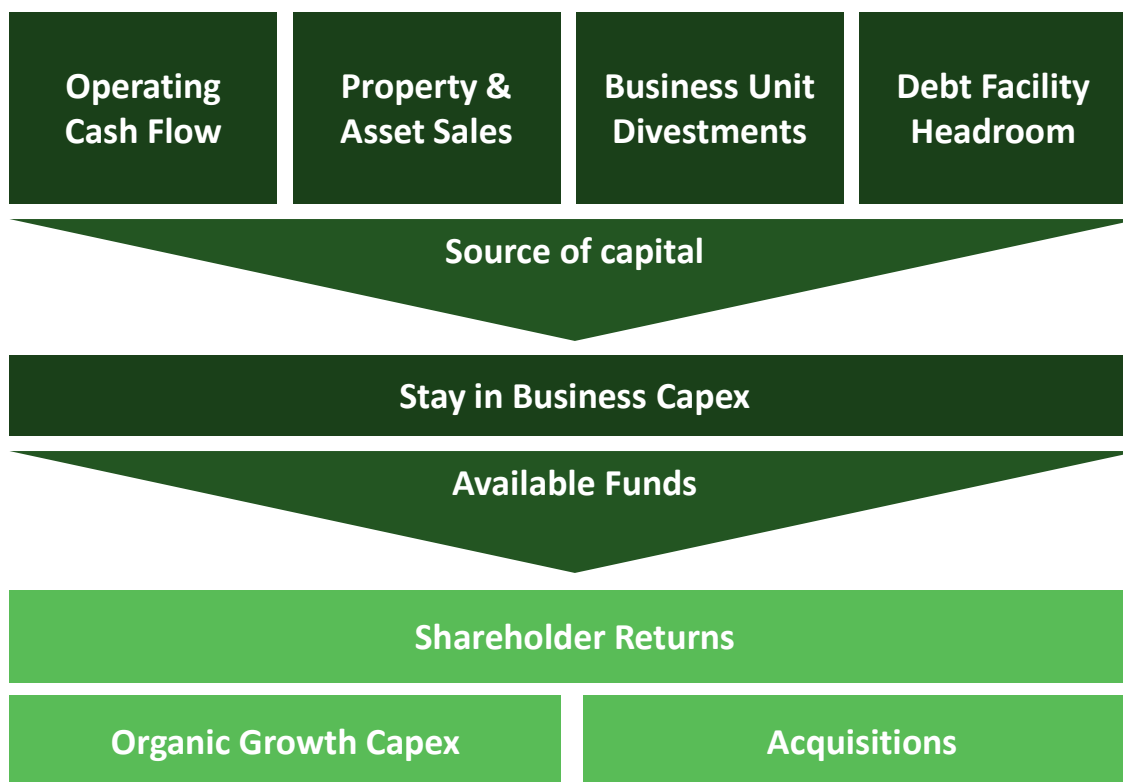 Operating
Cash Flow
Property &
Asset Sales
Business Unit
Divestments
Debt Facility
Headroom
Source of capital
Stay in Business Capex
Available Funds
Shareholder Returns
Organic Growth Capex
Acquisitions